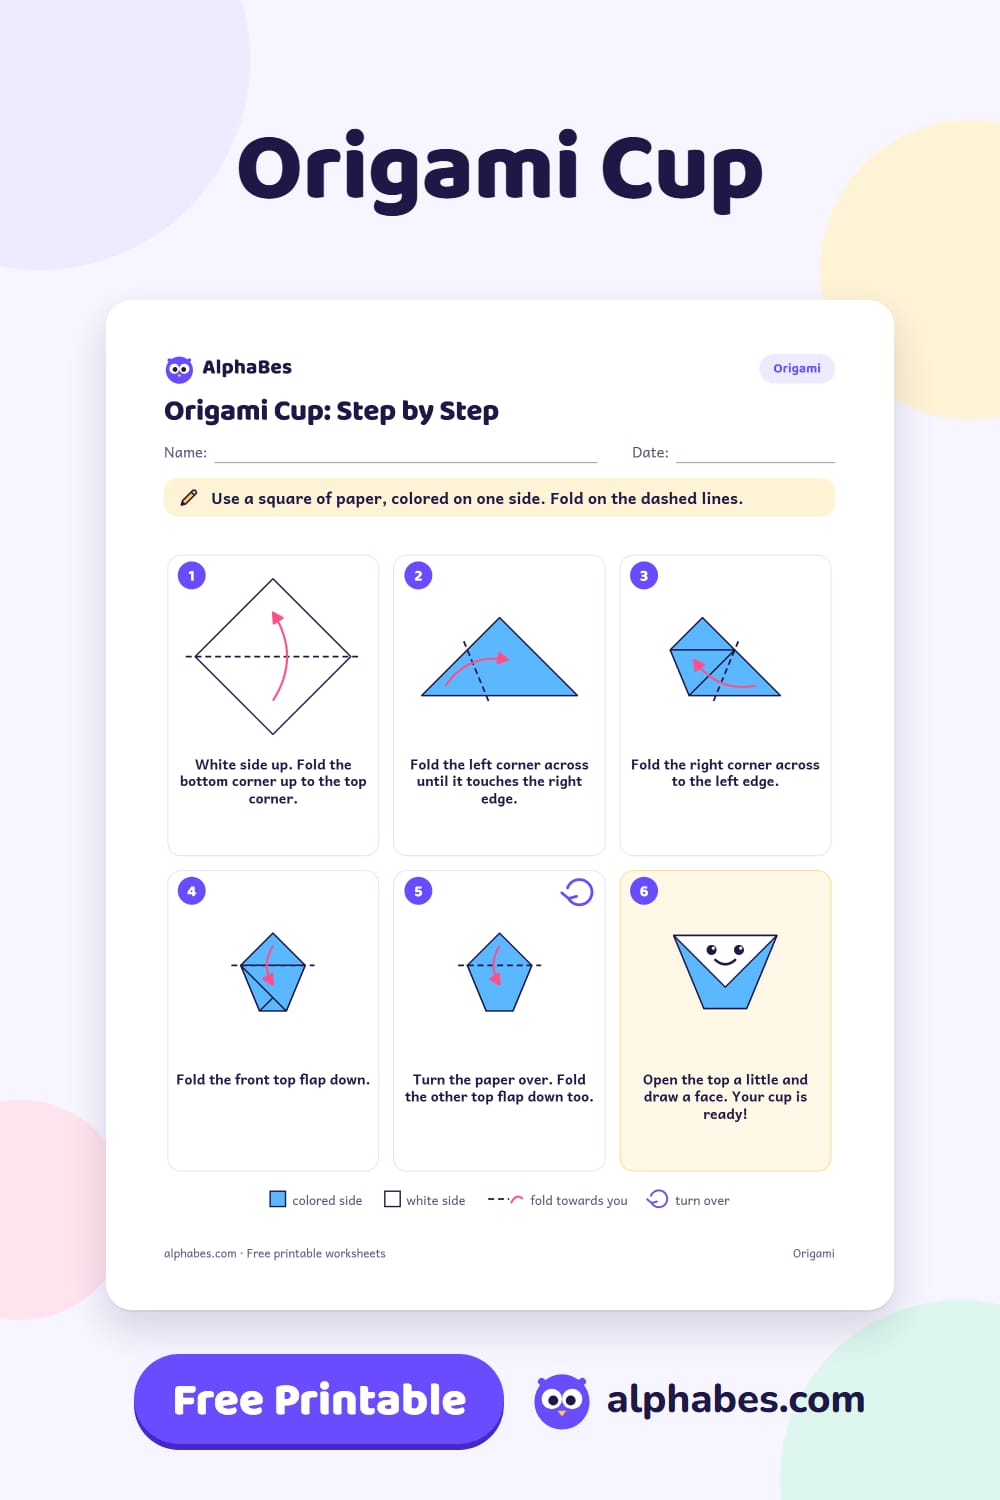 Origami Cup
AlphaBes
Origami
Origami Cup: Step by Step
Name:
Date:
Use a square of paper, colored on one side. Fold on the dashed lines.
1
White side up. Fold the
bottom corner up to the top
corner.
2
Fold the left corner across
until it touches the right
edge.
3
Fold the right corner across
to the left edge.
4
Fold the front top flap down.
5
Turn the paper over. Fold
the other top flap down too.
6
Open the top a little and
draw a face. Your cup is
ready!
colored side
white side
fold towards you
turn over
alphabes.com · Free printable worksheets
Origami
Free Printable
alphabes.com